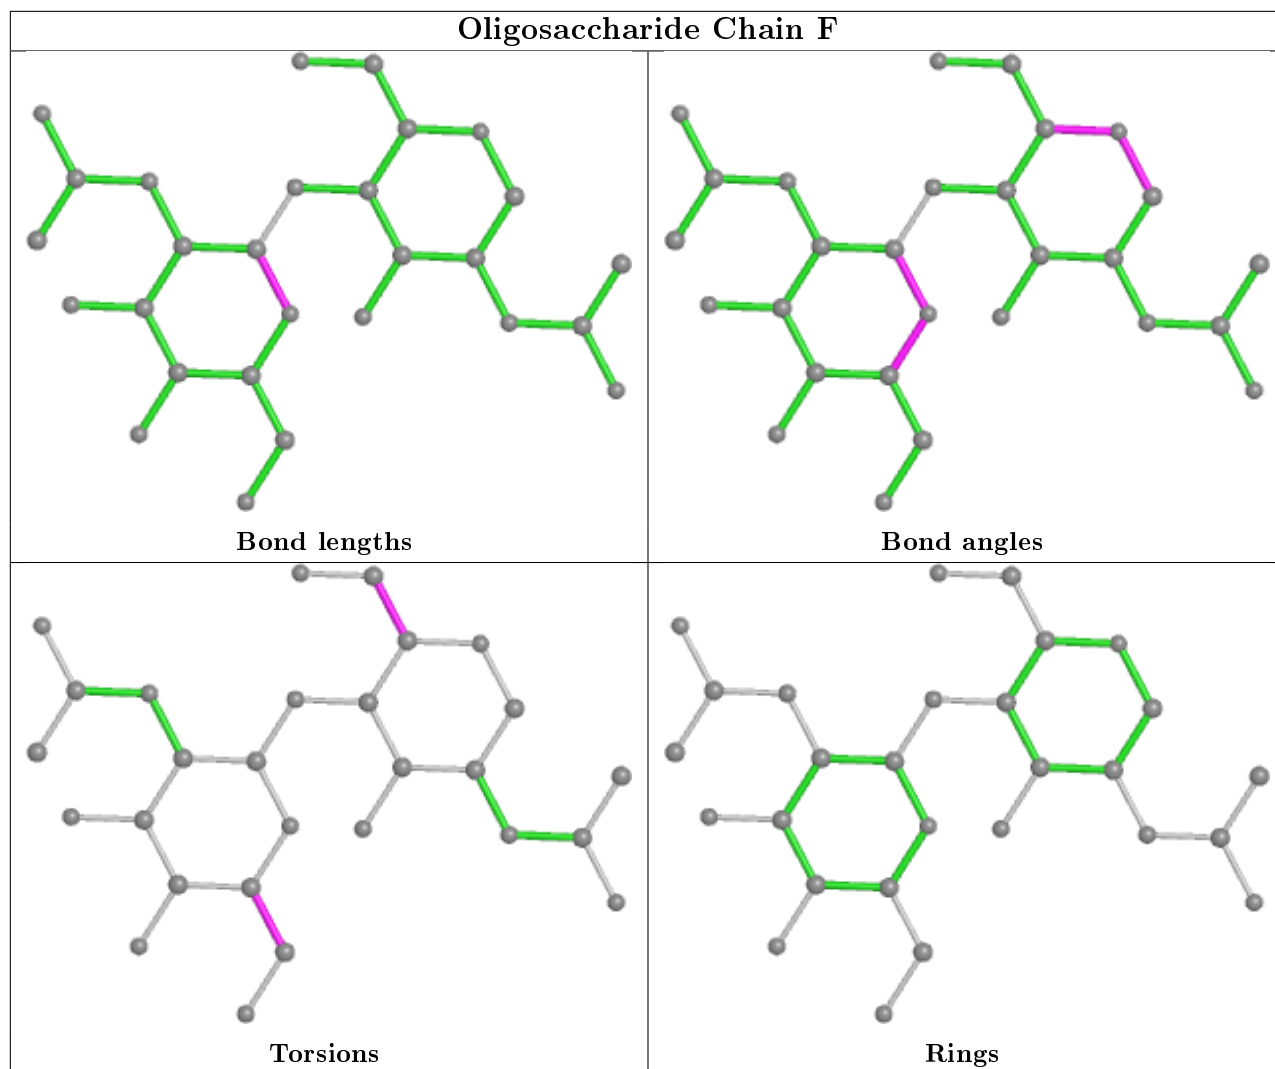 Oligosaccharide Chain F
Bond lengths
Bond angles
Torsions
Rings